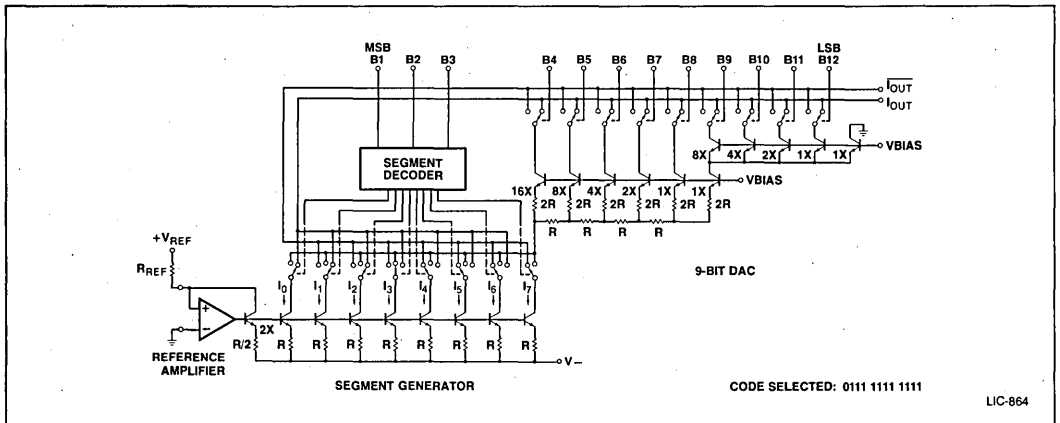 MSB LSB
B1 B2 B3 B4 B5 B6 B7 B8 B9 B10 B11 B12
IOUT
IOUT
8X 4X 2X 1X 1X VBIAS
SEGMENT
DECODER
16X 8X 4X 2X 1X 1X VBIAS
2R 2R 2R 2R 2R
R R R R
+VREF
RREF
9-BIT DAC
I0 I1 I2 I3 I4 I5 I6 I7
+
−
2X
R/2 R R R R R R R R
V−
REFERENCE
AMPLIFIER
SEGMENT GENERATOR
CODE SELECTED: 0111 1111 1111
LIC-864